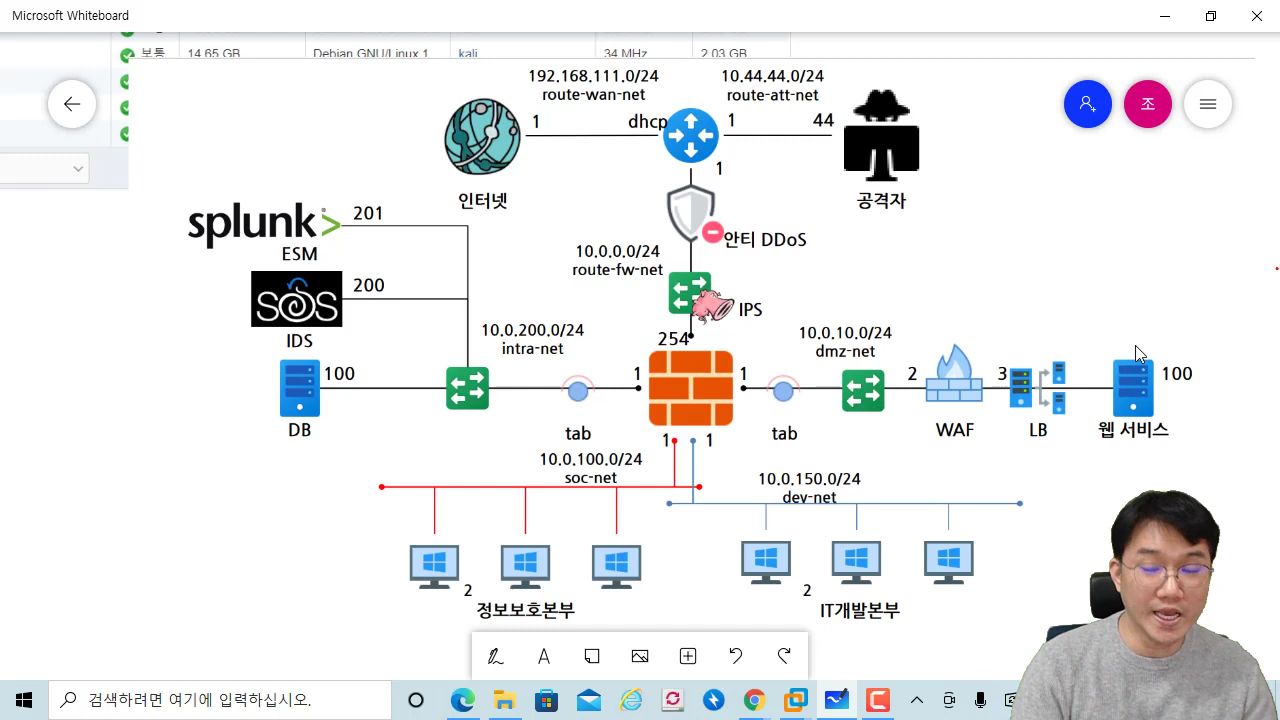 Microsoft Whiteboard
보통 14.65 GB Debian GNU/Linux 1 kali 34 MHz 2.03 GB
192.168.111.0/24
route-wan-net
10.44.44.0/24
route-att-net
1 dhcp 1 44
조
1
인터넷
공격자
splunk>
201
ESM
안티 DDoS
10.0.0.0/24
route-fw-net
SOS
200
IDS
IPS
10.0.200.0/24
intra-net
254
10.0.10.0/24
dmz-net
100 1 1 2 3 100
DB
tab
tab
WAF
LB
웹 서비스
1 1
10.0.100.0/24
soc-net
10.0.150.0/24
dev-net
2
정보보호본부
2
IT개발본부
A
검색하려면 여기에 입력하십시오.